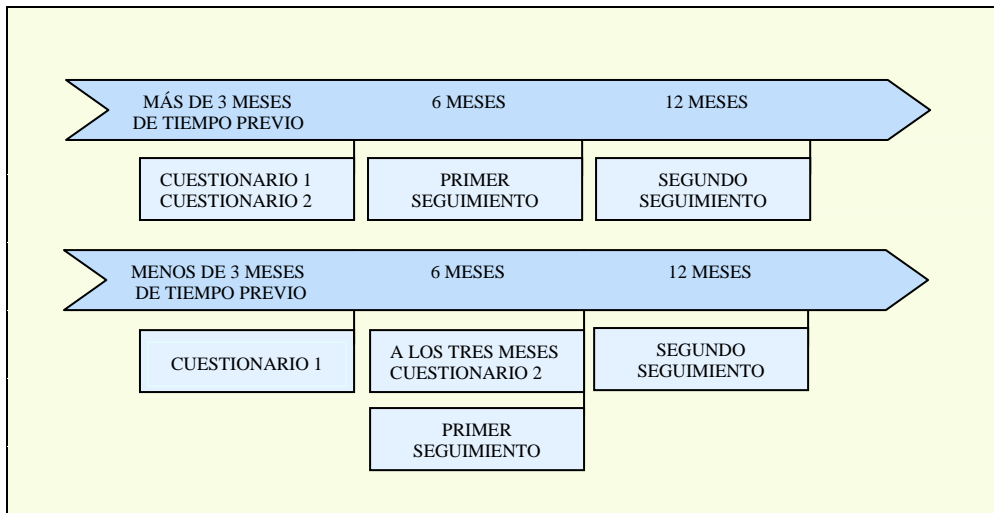 MÁS DE 3 MESES
DE TIEMPO PREVIO
6 MESES
12 MESES
CUESTIONARIO 1
CUESTIONARIO 2
PRIMER
SEGUIMIENTO
SEGUNDO
SEGUIMIENTO
MENOS DE 3 MESES
DE TIEMPO PREVIO
6 MESES
12 MESES
CUESTIONARIO 1
A LOS TRES MESES
CUESTIONARIO 2
SEGUNDO
SEGUIMIENTO
PRIMER
SEGUIMIENTO